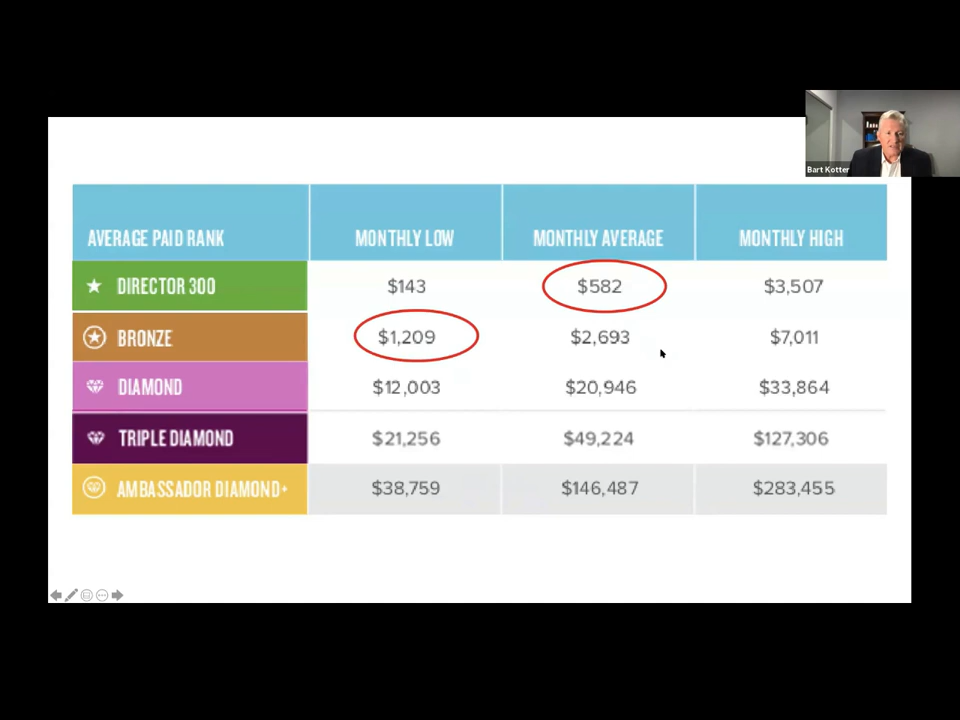 Bart Kotter
AVERAGE PAID RANK MONTHLY LOW MONTHLY AVERAGE MONTHLY HIGH
DIRECTOR 300 $143 $582 $3,507
BRONZE $1,209 $2,693 $7,011
DIAMOND $12,003 $20,946 $33,864
TRIPLE DIAMOND $21,256 $49,224 $127,306
AMBASSADOR DIAMOND+ $38,759 $146,487 $283,455